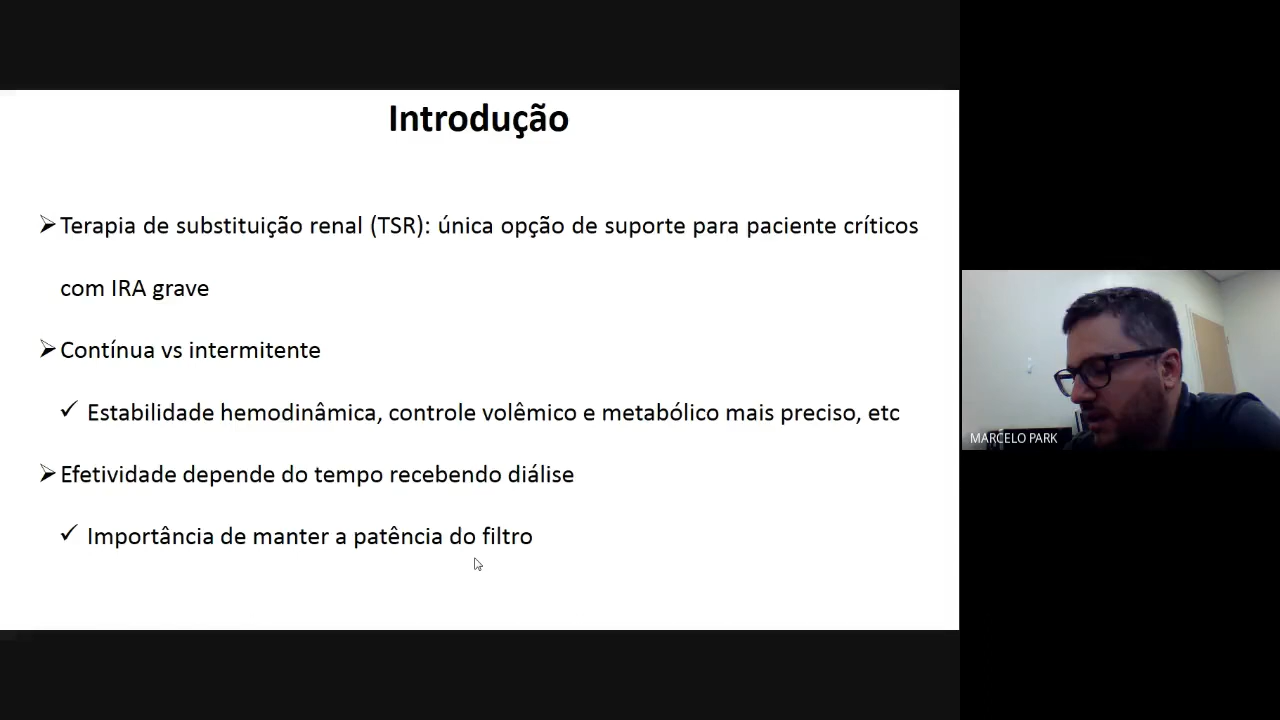 Introdução
Terapia de substituição renal (TSR): única opção de suporte para paciente críticos
com IRA grave
Contínua vs intermitente
Estabilidade hemodinâmica, controle volêmico e metabólico mais preciso, etc
Efetividade depende do tempo recebendo diálise
Importância de manter a patência do filtro
MARCELO PARK